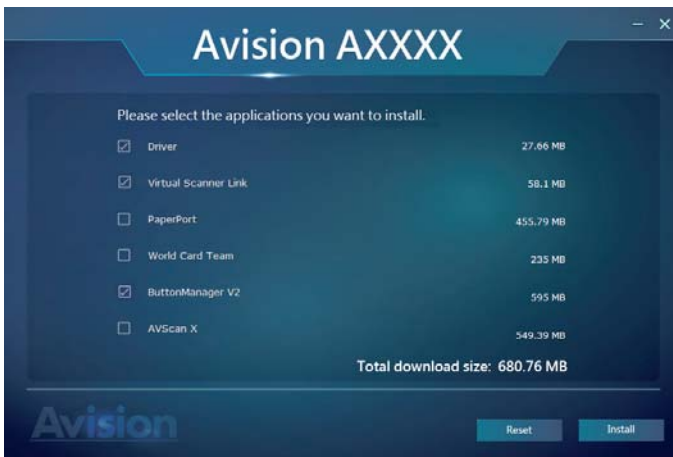 Avision AXXXX
Please select the applications you want to install.
Driver 27.66 MB
Virtual Scanner Link 58.1 MB
PaperPort 455.79 MB
World Card Team 235 MB
ButtonManager V2 595 MB
AVScan X 549.39 MB
Total download size: 680.76 MB
Avision
Reset Install